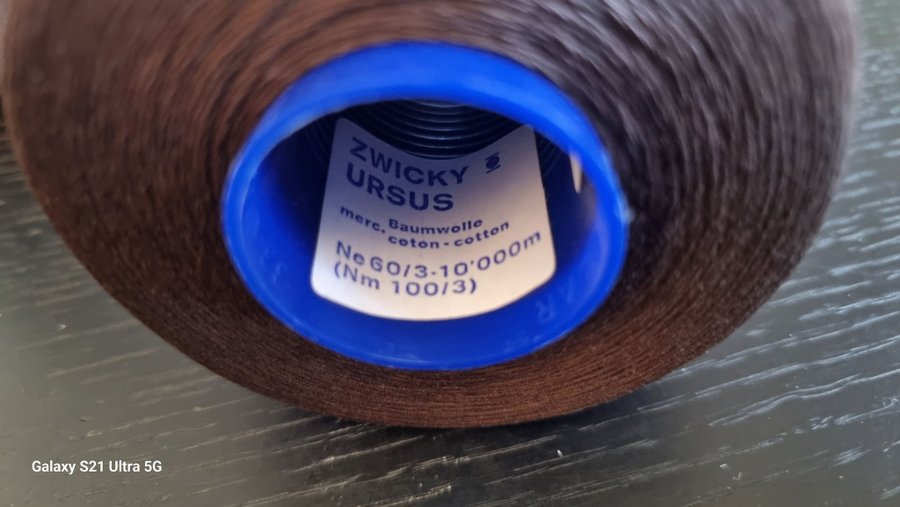 ZWICKY
URSUS
merc. Baumwolle
coton - cotton
Ne 60/3-10'000m
(Nm 100/3)
Galaxy S21 Ultra 5G